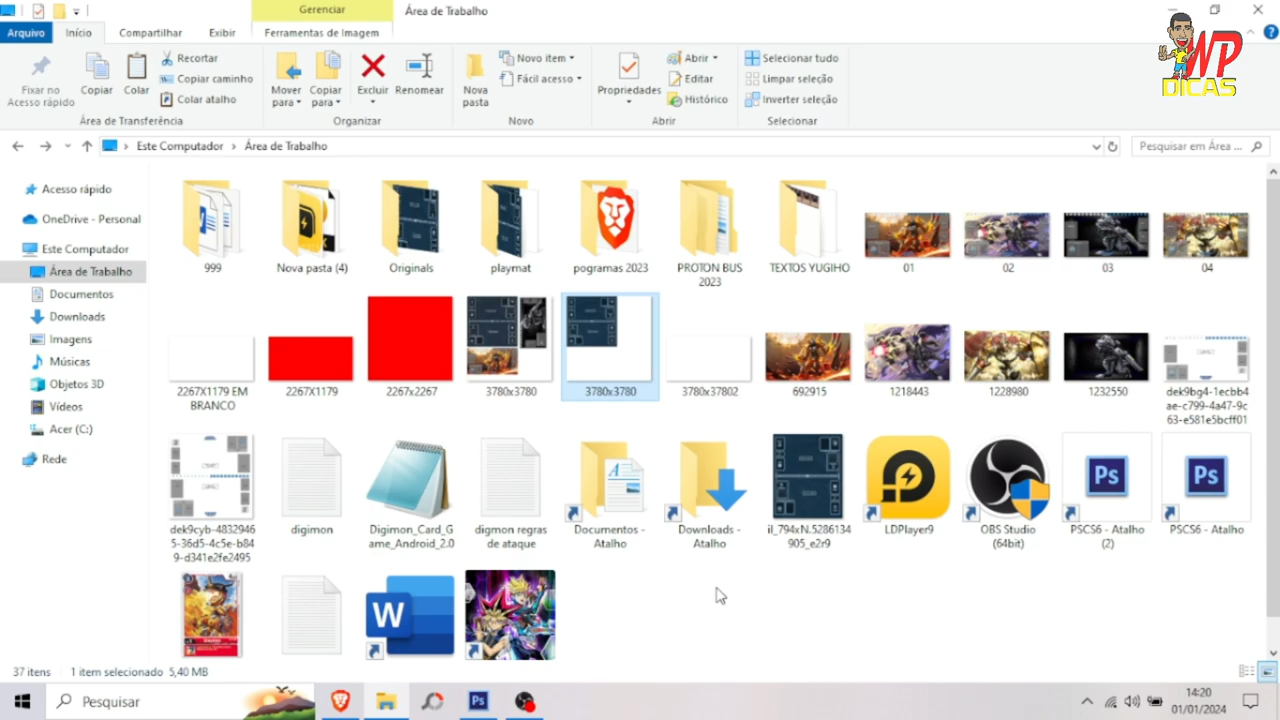 Gerenciar
Área de Trabalho
Arquivo
Início
Compartilhar
Exibir
Ferramentas de Imagem
WP
DICAS
Fixar no
Acesso rápido
Copiar
Colar
Recortar
Copiar caminho
Colar atalho
Mover
para
Copiar
para
Excluir
Renomear
Nova
pasta
Novo item
Fácil acesso
Propriedades
Abrir
Editar
Histórico
Selecionar tudo
Limpar seleção
Inverter seleção
Área de Transferência
Organizar
Novo
Abrir
Selecionar
Este Computador
Área de Trabalho
Pesquisar em Área ...
Acesso rápido
OneDrive - Personal
Este Computador
Área de Trabalho
Documentos
Downloads
Imagens
Músicas
Objetos 3D
Vídeos
Acer (C:)
Rede
999
Nova pasta (4)
Originals
playmat
pogramas 2023
PROTON BUS
2023
TEXTOS YUGIHO
01
02
03
04
2267X1179 EM
BRANCO
2267X1179
2267x2267
3780x3780
3780x3780
3780x37802
692915
1218443
1228980
1232550
dek9bg4-1ecbb4
ae-c799-4a47-9c
63-e581e5bcff01
dek9cyb-4832946
5-36d5-4c5e-b84
9-d341e2fe2495
digimon
Digimon_Card_G
ame_Android_2.0
digmon regras
de ataque
Documentos -
Atalho
Downloads -
Atalho
il_794xN.5286134
905_e2r9
LDPlayer9
OBS Studio
(64bit)
Ps
PSCS6 - Atalho
(2)
Ps
PSCS6 - Atalho
W
37 itens
1 item selecionado
5,40 MB
Pesquisar
Ps
14:20
01/01/2024